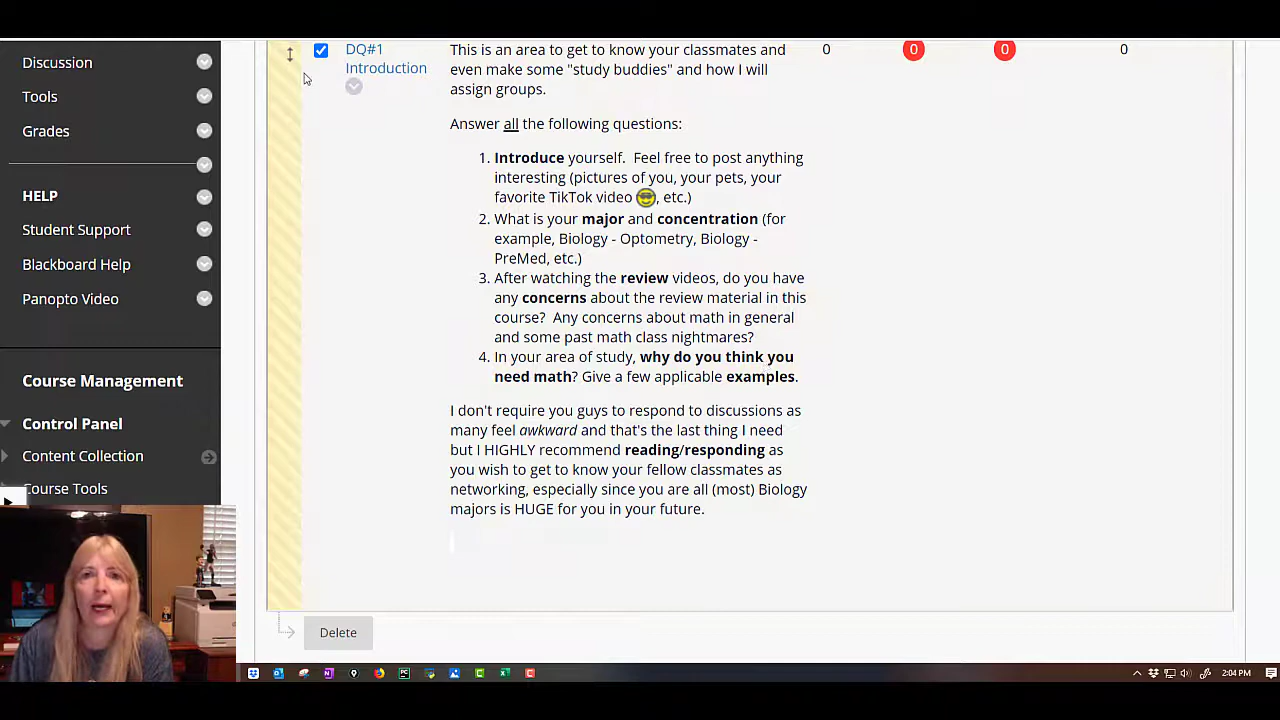 Discussion
Tools
Grades
HELP
Student Support
Blackboard Help
Panopto Video
Course Management
Control Panel
Content Collection
Course Tools
DQ#1
Introduction
This is an area to get to know your classmates and
even make some "study buddies" and how I will
assign groups.
Answer all the following questions:
1. Introduce yourself. Feel free to post anything
interesting (pictures of you, your pets, your
favorite TikTok video 😎, etc.)
2. What is your major and concentration (for
example, Biology - Optometry, Biology -
PreMed, etc.)
3. After watching the review videos, do you have
any concerns about the review material in this
course? Any concerns about math in general
and some past math class nightmares?
4. In your area of study, why do you think you
need math? Give a few applicable examples.
I don't require you guys to respond to discussions as
many feel awkward and that's the last thing I need
but I HIGHLY recommend reading/responding as
you wish to get to know your fellow classmates as
networking, especially since you are all (most) Biology
majors is HUGE for you in your future.
0 0 0 0
Delete
2:04 PM